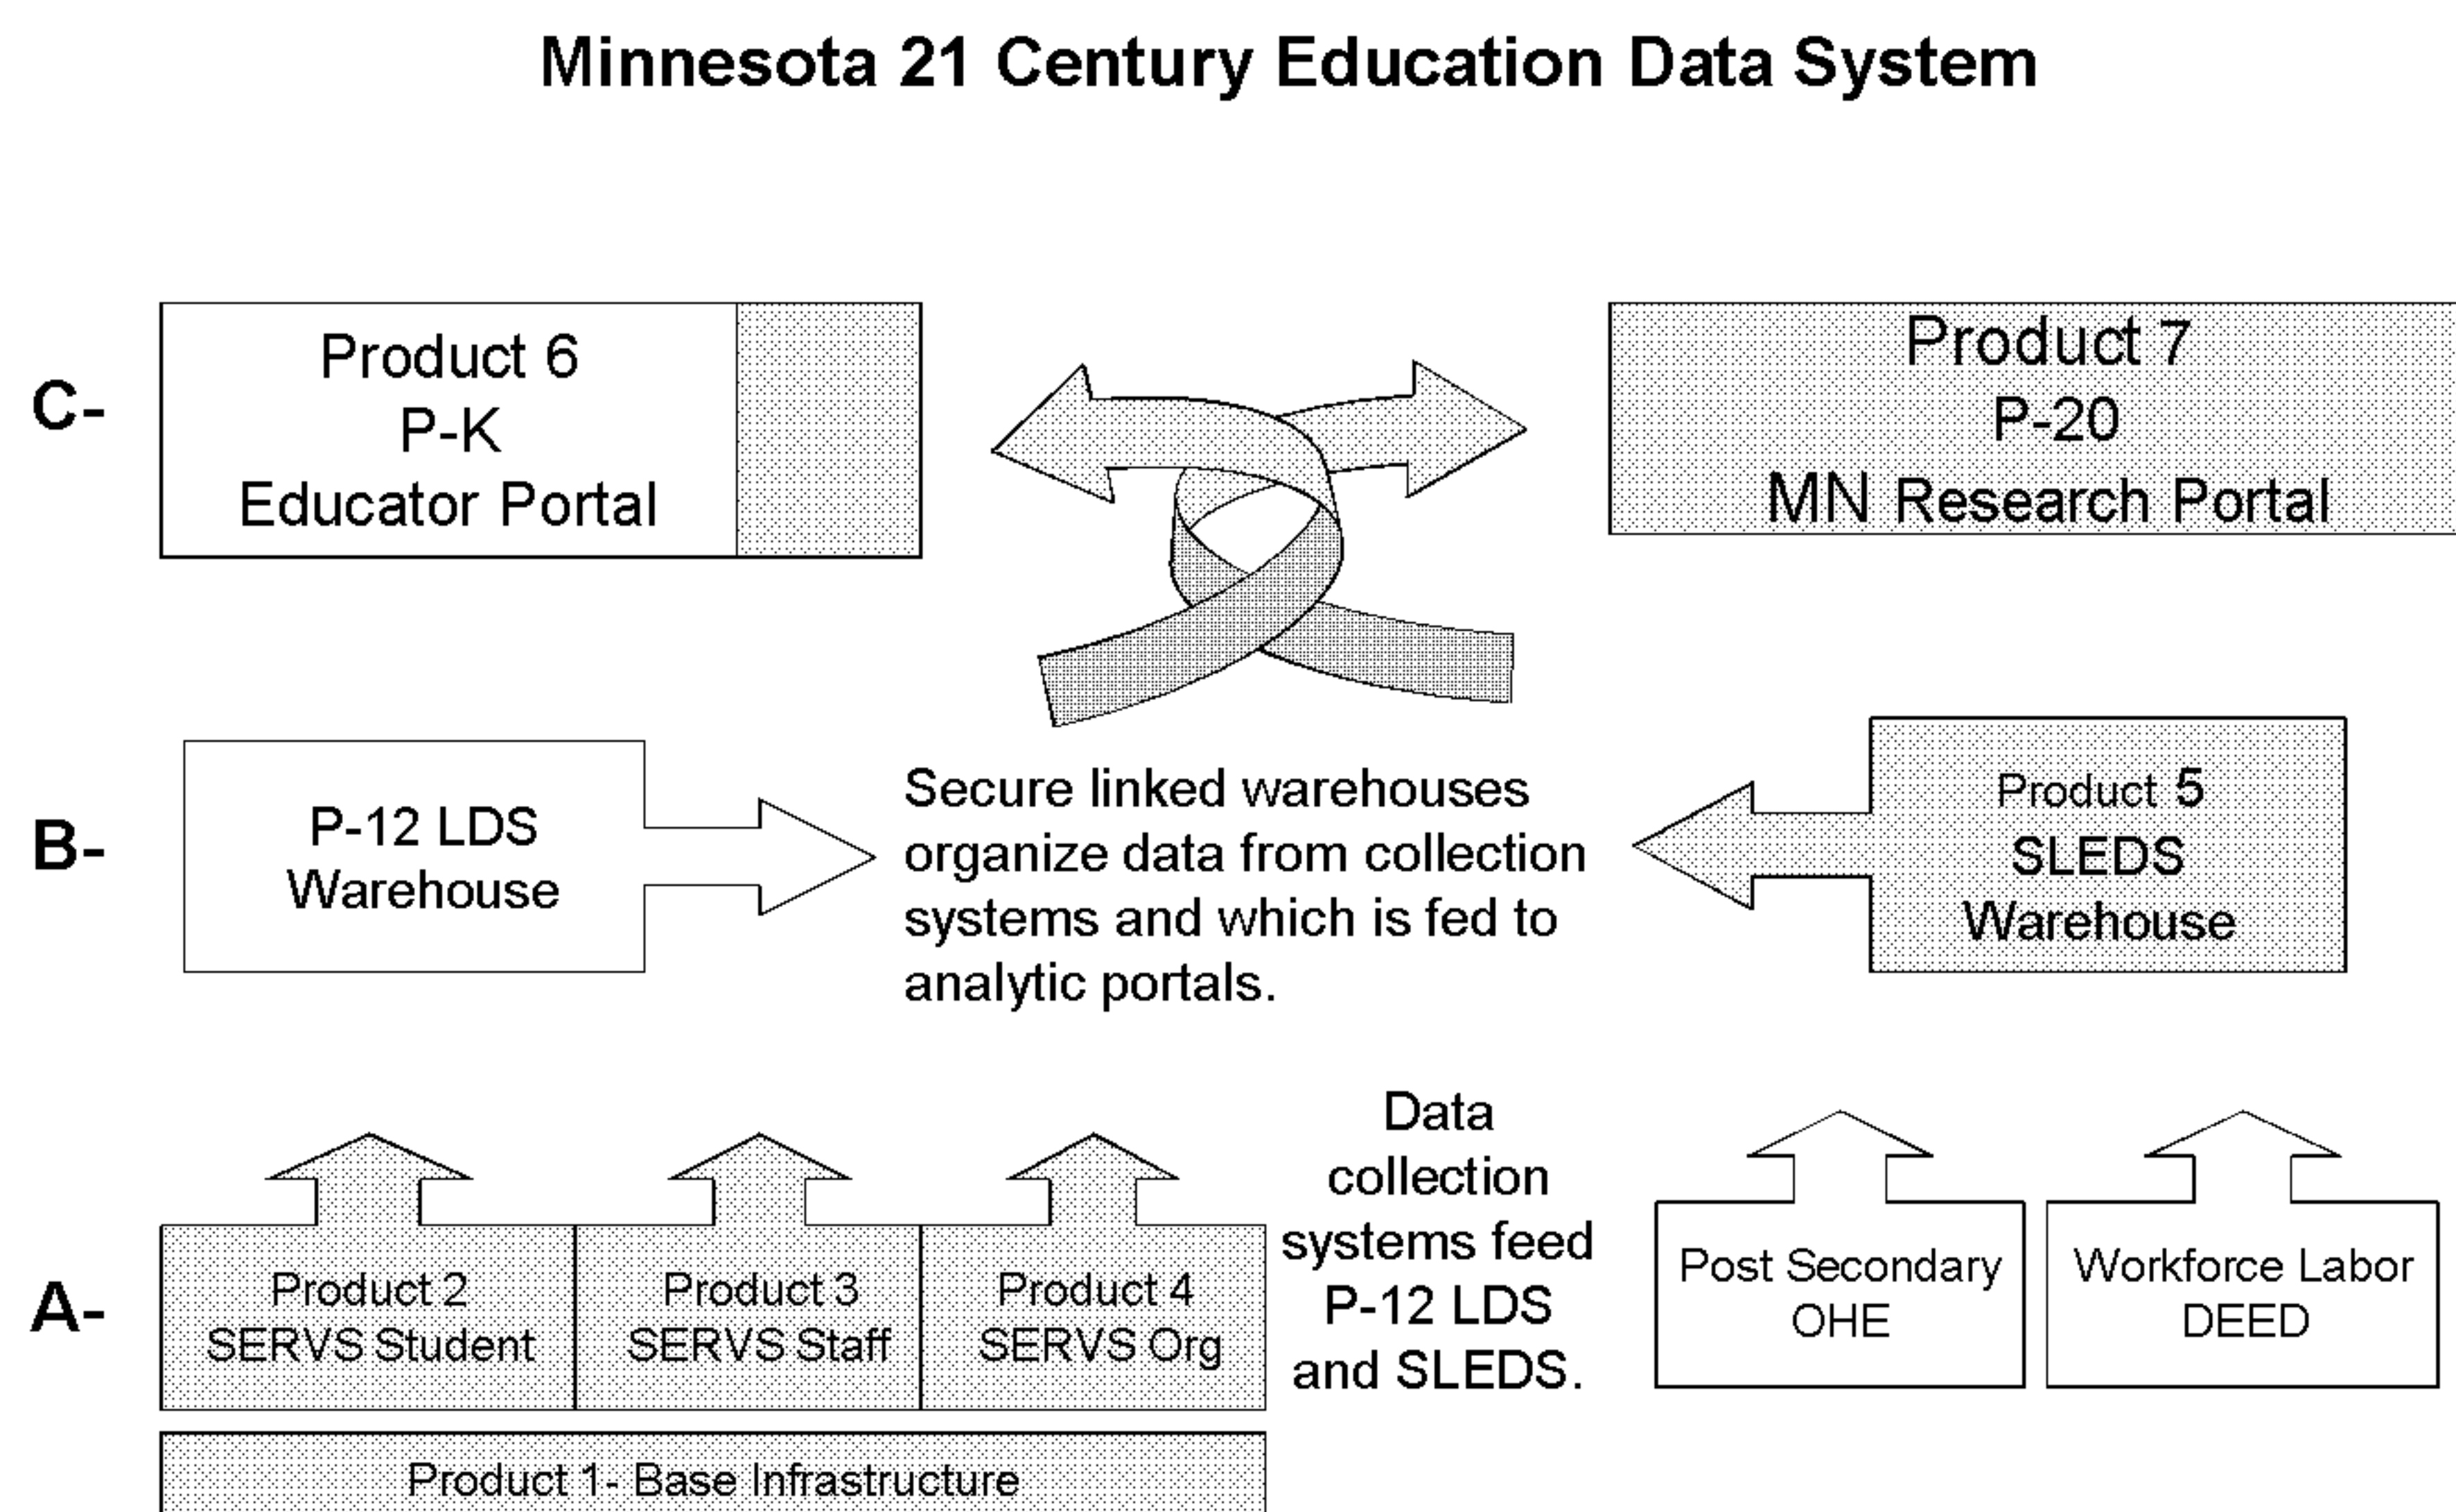 Minnesota 21 Century Education Data System
C-
Product 6
P-K
Educator Portal
Product 7
P-20
MN Research Portal
B-
P-12 LDS
Warehouse
Secure linked warehouses
organize data from collection
systems and which is fed to
analytic portals.
Product 5
SLEDS
Warehouse
A-
Product 2
SERVS Student
Product 3
SERVS Staff
Product 4
SERVS Org
Data
collection
systems feed
P-12 LDS
and SLEDS.
Post Secondary
OHE
Workforce Labor
DEED
Product 1- Base Infrastructure